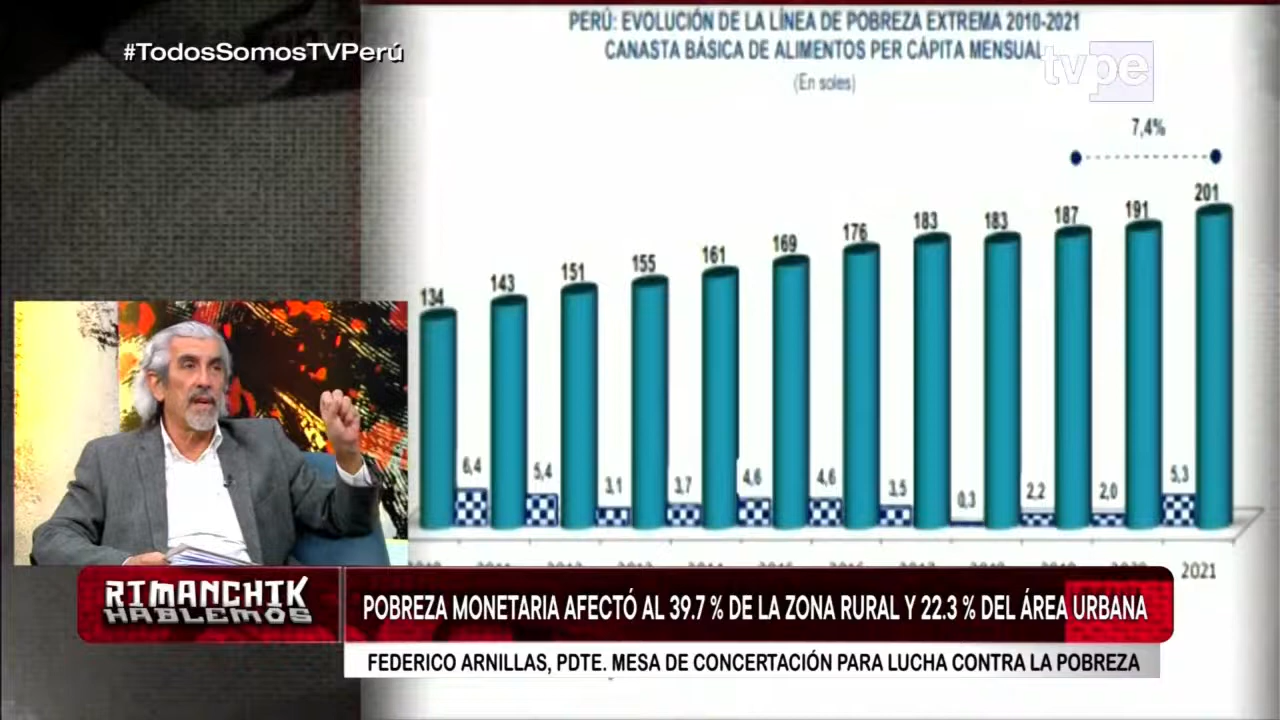 PERÚ: EVOLUCIÓN DE LA LÍNEA DE POBREZA EXTREMA 2010-2021
#TodosSomosTVPerú
CANASTA BÁSICA DE ALIMENTOS PER CÁPITA MENSUAL
tvpe
(En soles)
7,4%
134 143 151 155 161 169 176 183 183 187 191 201
6,4 5,4 3,1 3,7 4,6 4,6 3,5 0,3 2,2 2,0 5,3
2021
RIMANCHIK
HABLEMOS
POBREZA MONETARIA AFECTÓ AL 39.7 % DE LA ZONA RURAL Y 22.3 % DEL ÁREA URBANA
FEDERICO ARNILLAS, PDTE. MESA DE CONCERTACIÓN PARA LUCHA CONTRA LA POBREZA